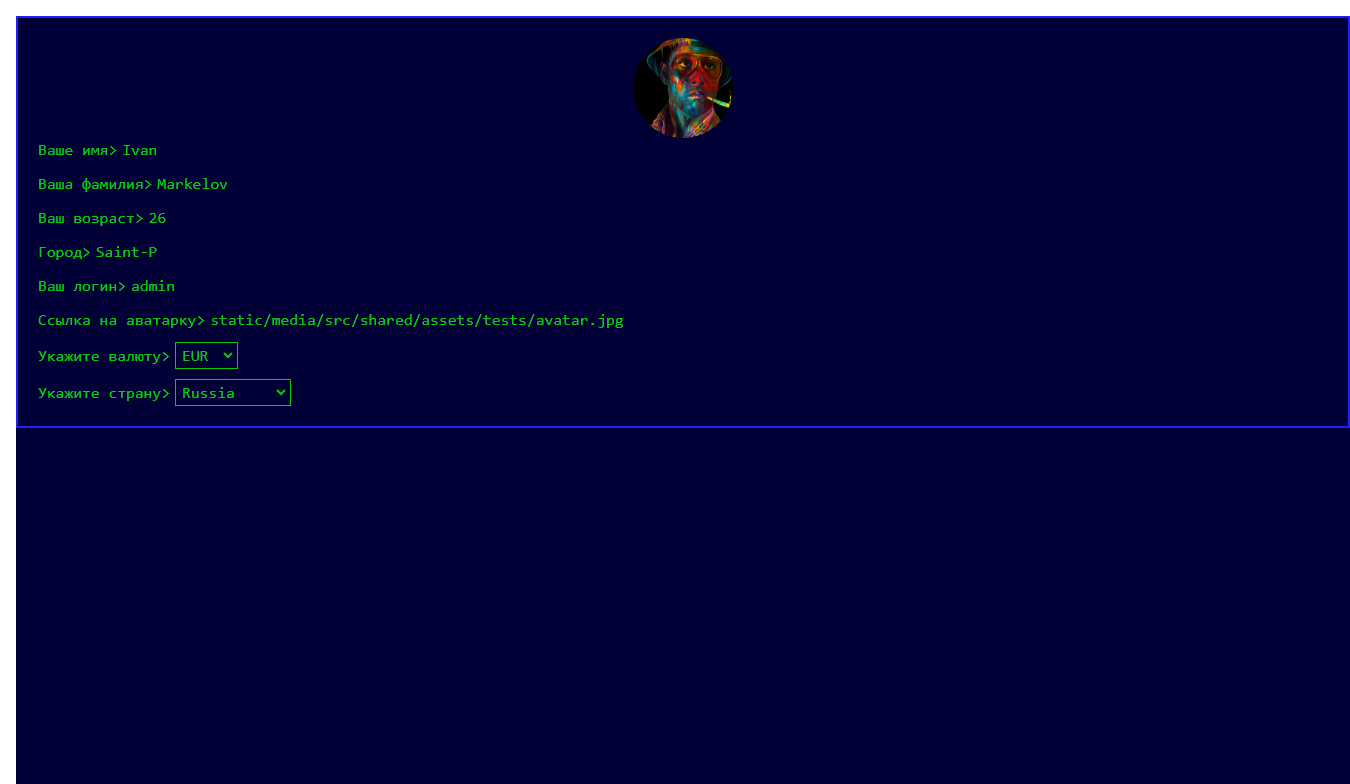 Ваше имя> Ivan
Ваша фамилия> Markelov
Ваш возраст> 26
Город> Saint-P
Ваш логин> admin
Ссылка на аватарку> static/media/src/shared/assets/tests/avatar.jpg
Укажите валюту> EUR
Укажите страну> Russia